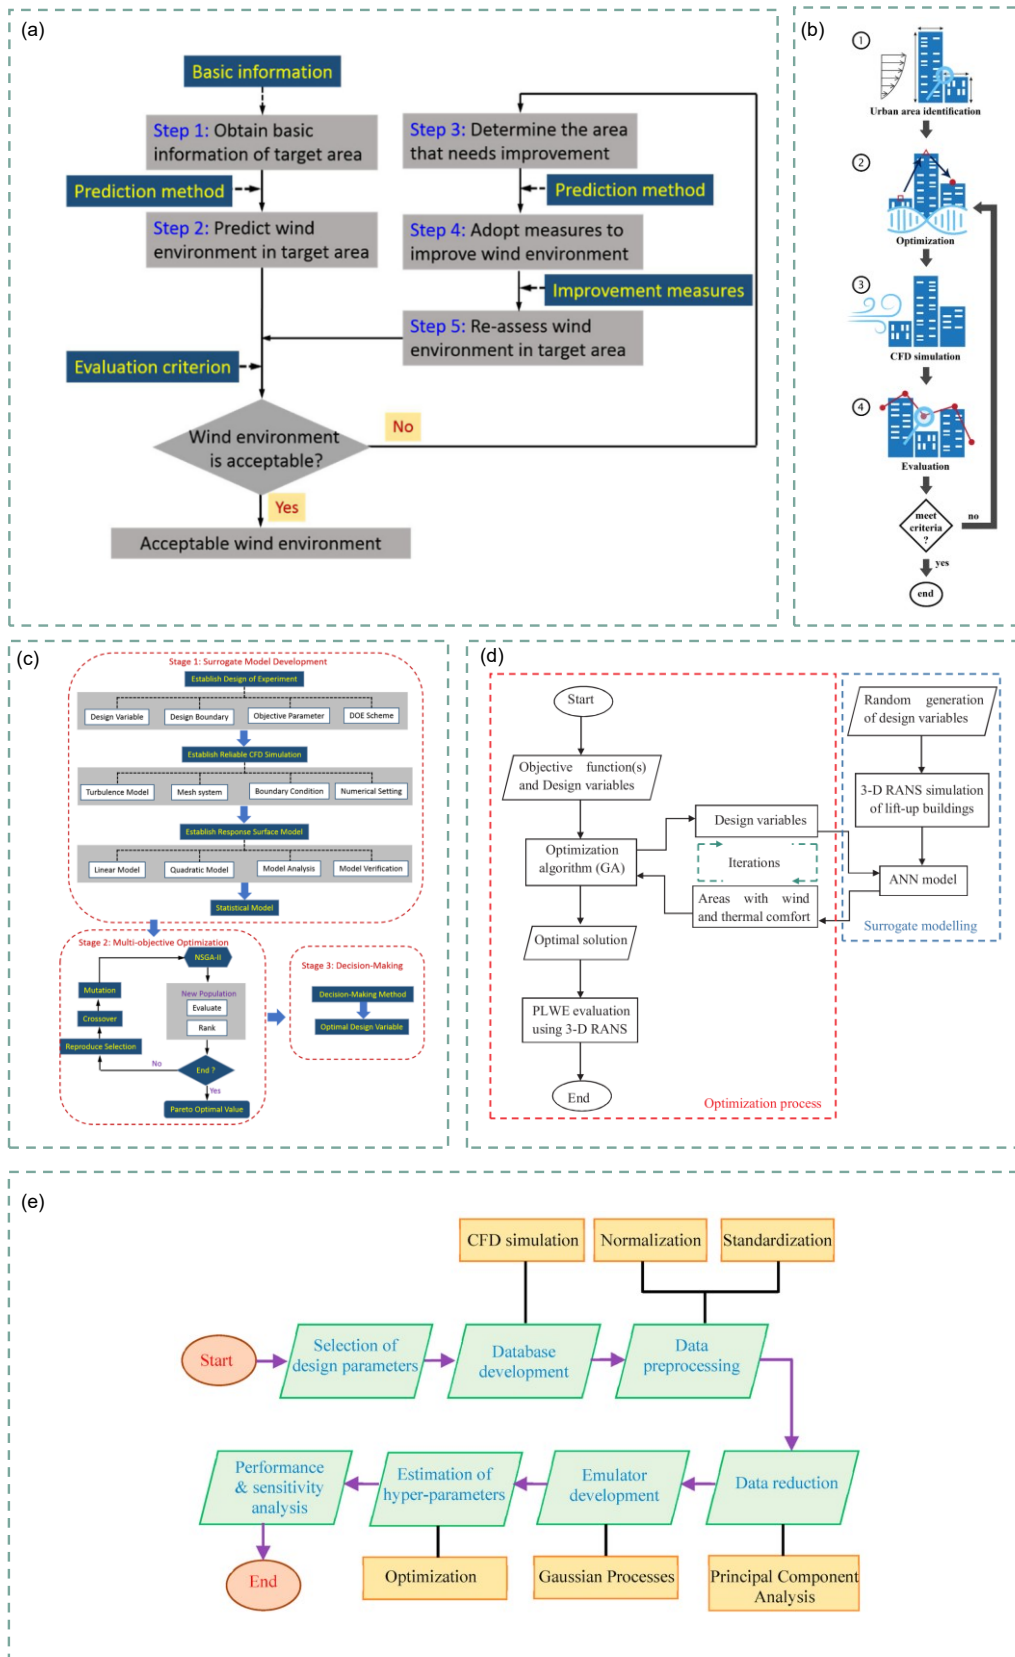 (a)
Basic information
Step 1: Obtain basic
information of target area
Prediction method
Step 2: Predict wind
environment in target area
Evaluation criterion
Wind environment
is acceptable?
No
Yes
Acceptable wind environment
Step 3: Determine the area
that needs improvement
Prediction method
Step 4: Adopt measures to
improve wind environment
Improvement measures
Step 5: Re-assess wind
environment in target area
(b)
1
Urban area identification
2
Optimization
3
CFD simulation
4
Evaluation
meet
criteria
?
no
yes
end
(c)
Stage 1: Surrogate Model Development
Establish Design of Experiment
Design Variable
Design Boundary
Objective Parameter
DOE Scheme
Establish Reliable CFD Simulation
Turbulence Model
Mesh system
Boundary Condition
Numerical Setting
Establish Response Surface Model
Linear Model
Quadratic Model
Model Analysis
Model Verification
Statistical Model
Stage 2: Multi-objective Optimization
NSGA-II
Mutation
New Population
Evaluate
Crossover
Rank
Reproduce Selection
No
End ?
Yes
Pareto Optimal Value
Stage 3: Decision-Making
Decision-Making Method
Optimal Design Variable
(d)
Start
Objective function(s)
and Design variables
Optimization
algorithm (GA)
Optimal solution
PLWE evaluation
using 3-D RANS
End
Design variables
Iterations
Areas with wind
and thermal comfort
Optimization process
Random generation
of design variables
3-D RANS simulation
of lift-up buildings
ANN model
Surrogate modelling
(e)
CFD simulation
Normalization
Standardization
Start
Selection of
design parameters
Database
development
Data
preprocessing
Performance
& sensitivity
analysis
Estimation of
hyper-parameters
Emulator
development
Data reduction
End
Optimization
Gaussian Processes
Principal Component
Analysis